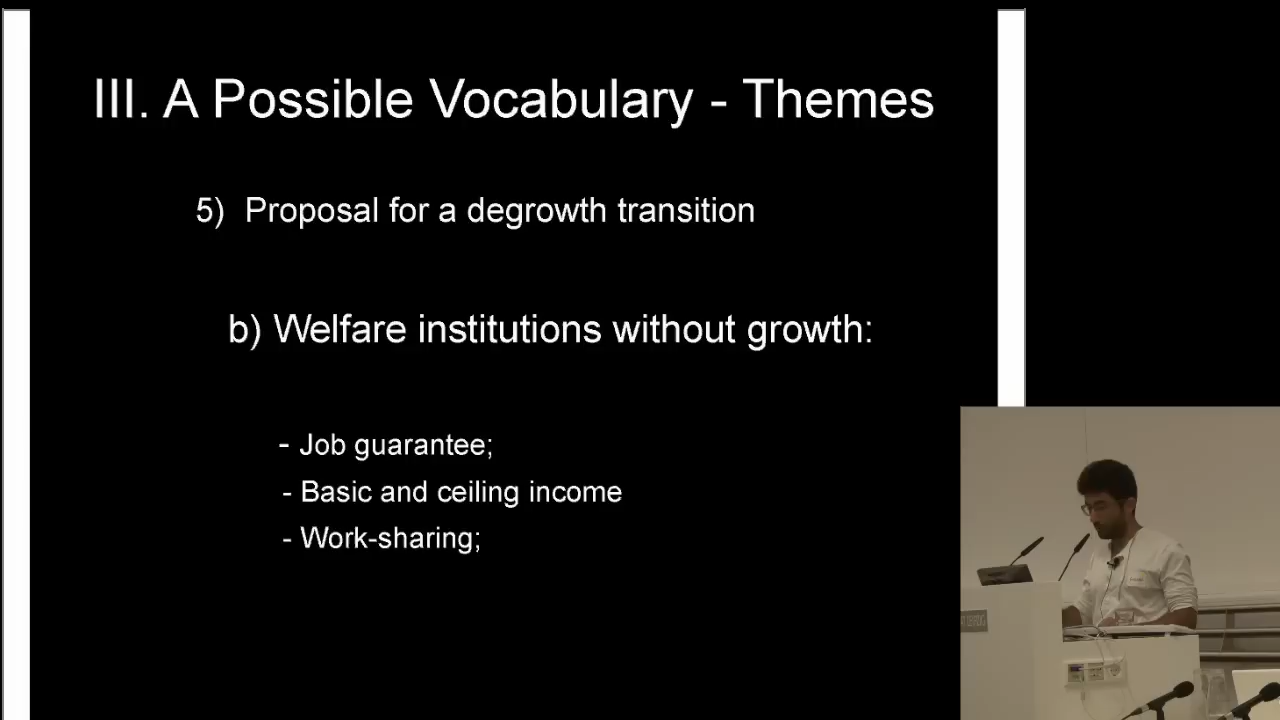 III. A Possible Vocabulary - Themes
5) Proposal for a degrowth transition
b) Welfare institutions without growth:
- Job guarantee;
- Basic and ceiling income
- Work-sharing;